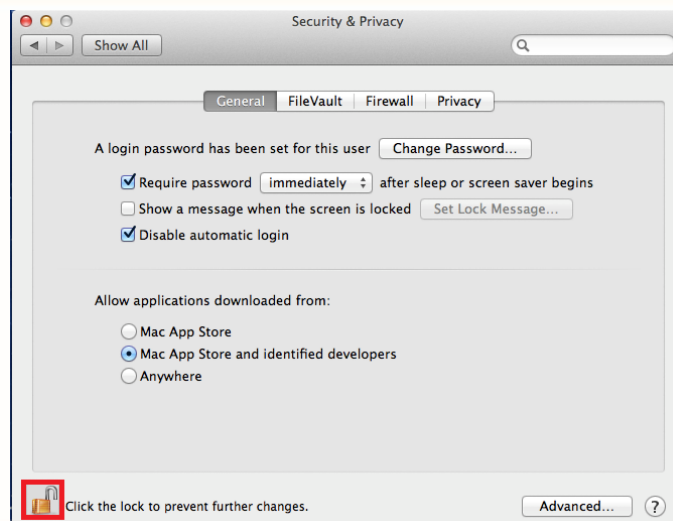 Security & Privacy
Show All
General FileVault Firewall Privacy
A login password has been set for this user Change Password...
Require password immediately after sleep or screen saver begins
Show a message when the screen is locked Set Lock Message...
Disable automatic login
Allow applications downloaded from:
Mac App Store
Mac App Store and identified developers
Anywhere
Click the lock to prevent further changes. Advanced... ?